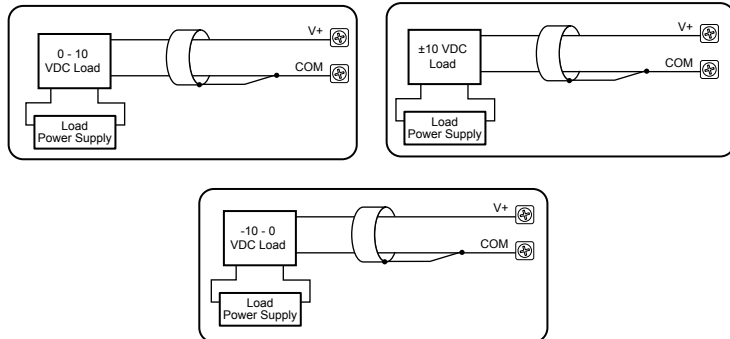 0 - 10
VDC Load
V+
COM
Load
Power Supply
±10 VDC
Load
V+
COM
Load
Power Supply
-10 - 0
VDC Load
V+
COM
Load
Power Supply